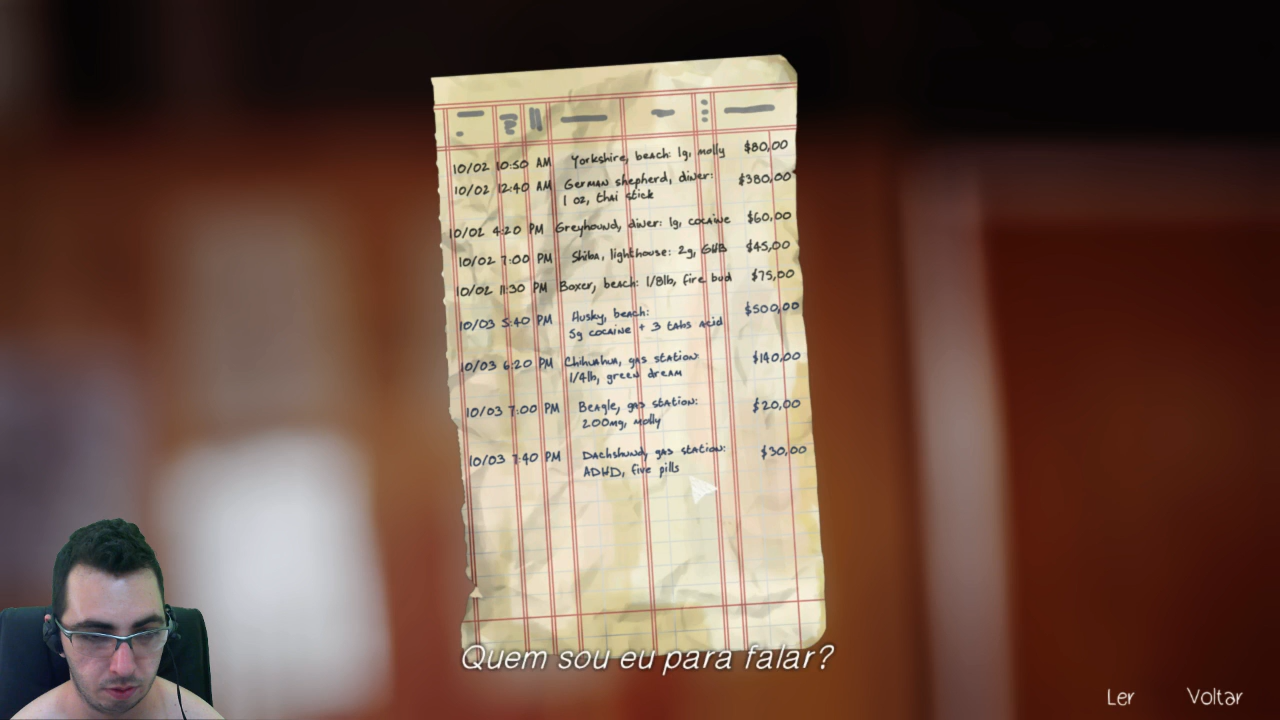 10/02 10:50 AM Yorkshire, beach: 1g, molly $80,00
10/02 12:40 AM German shepherd, diner: $380,00
1 oz, thai stick
10/02 4:20 PM Greyhound, diner: 1g, cocaine $60,00
10/02 7:00 PM Shiba, lighthouse: 2g, GHB $45,00
10/02 11:30 PM Boxer, beach: 1/8lb, fire bud $75,00
10/03 5:40 PM Husky, beach: $500,00
5g cocaine + 3 tabs acid
10/03 6:20 PM Chihuahua, gas station: $140,00
1/4lb, green dream
10/03 7:00 PM Beagle, gas station: $20,00
200mg, molly
10/03 7:40 PM Dachshund, gas station: $30,00
ADHD, five pills
Quem sou eu para falar?
Ler Voltar